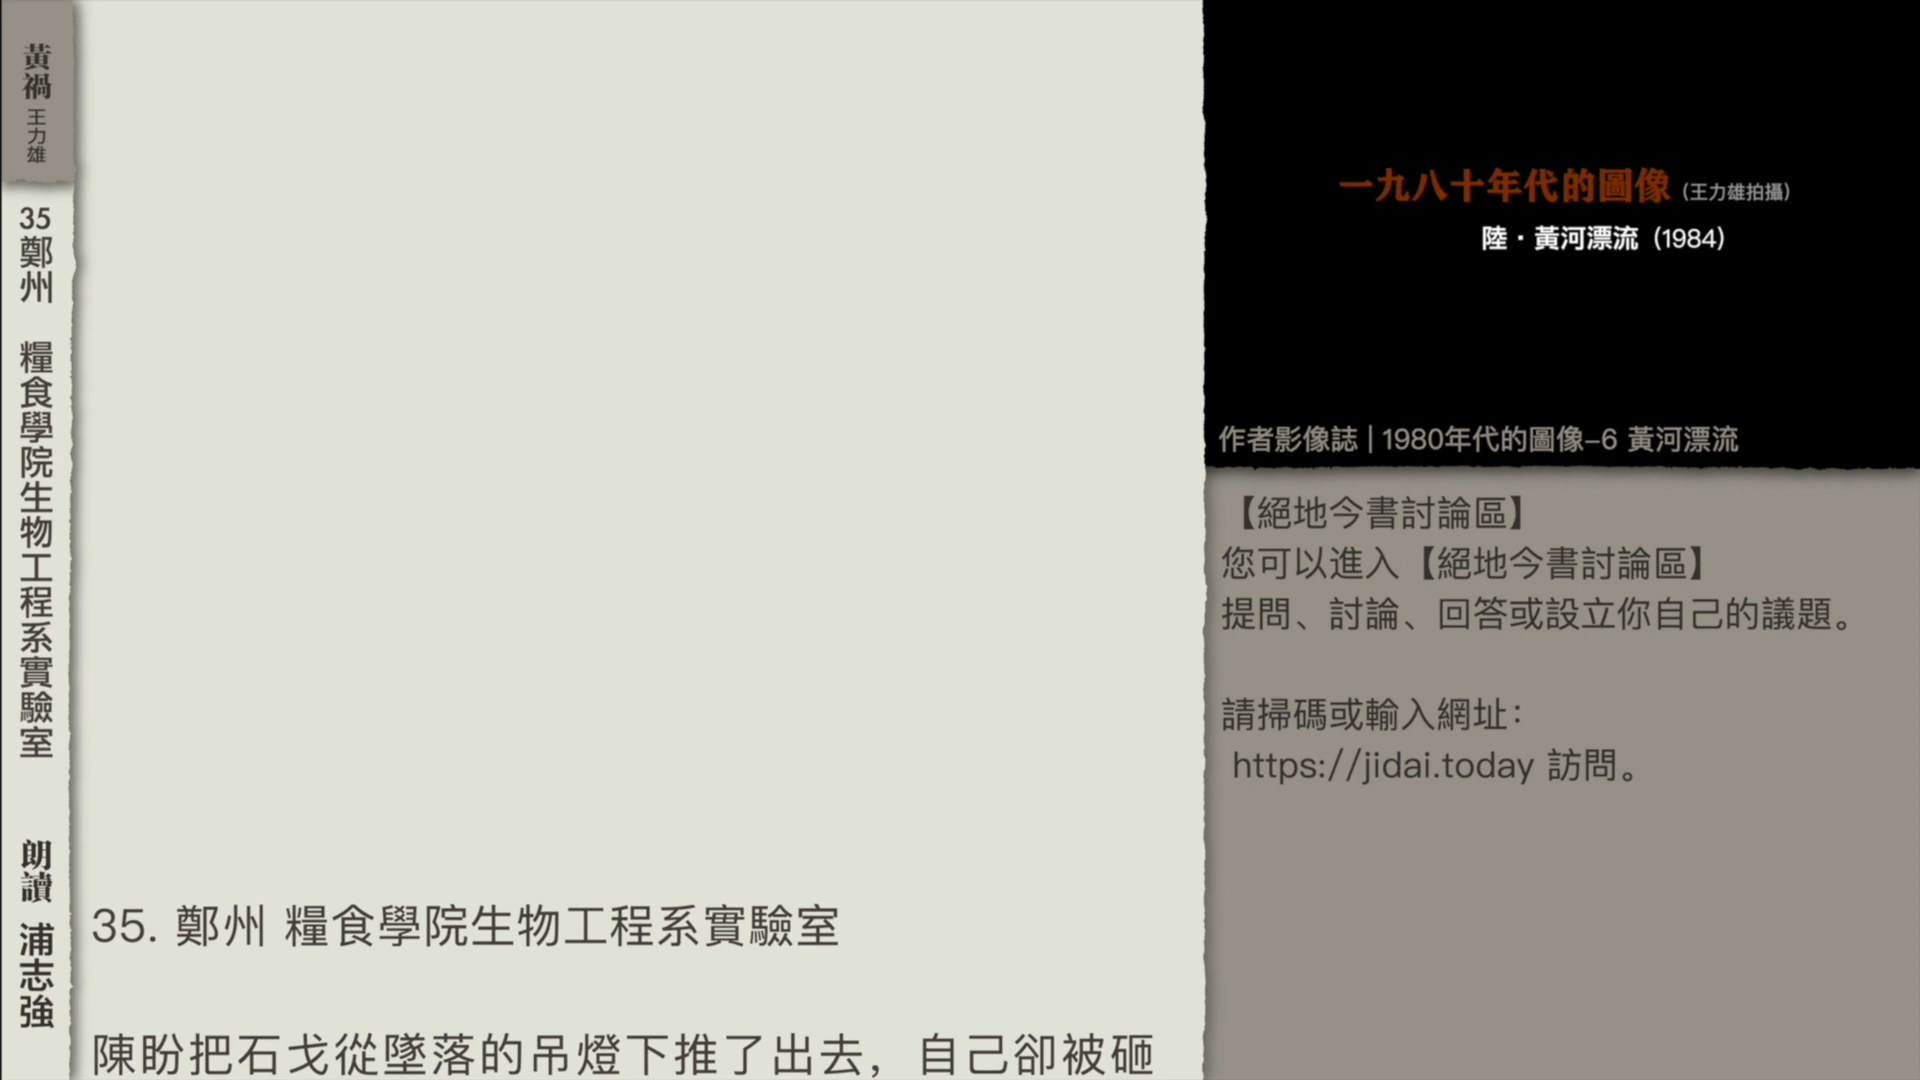 黃禍 王力雄
35 鄭州 糧食學院生物工程系實驗室
朗讀 浦志強
35. 鄭州 糧食學院生物工程系實驗室
陳盼把石戈從墜落的吊燈下推了出去，自己卻被砸
一九八十年代的圖像（王力雄拍攝）
陸・黃河漂流（1984）
作者影像誌｜1980年代的圖像–6 黃河漂流
【絕地今書討論區】
您可以進入【絕地今書討論區】
提問、討論、回答或設立你自己的議題。
請掃碼或輸入網址：
https://jidai.today 訪問。